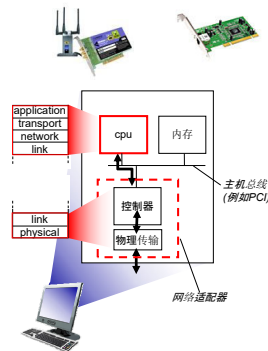 application
transport
network
link
cpu
内存
主机总线
(例如PCI)
控制器
link
physical
物理传输
网络适配器